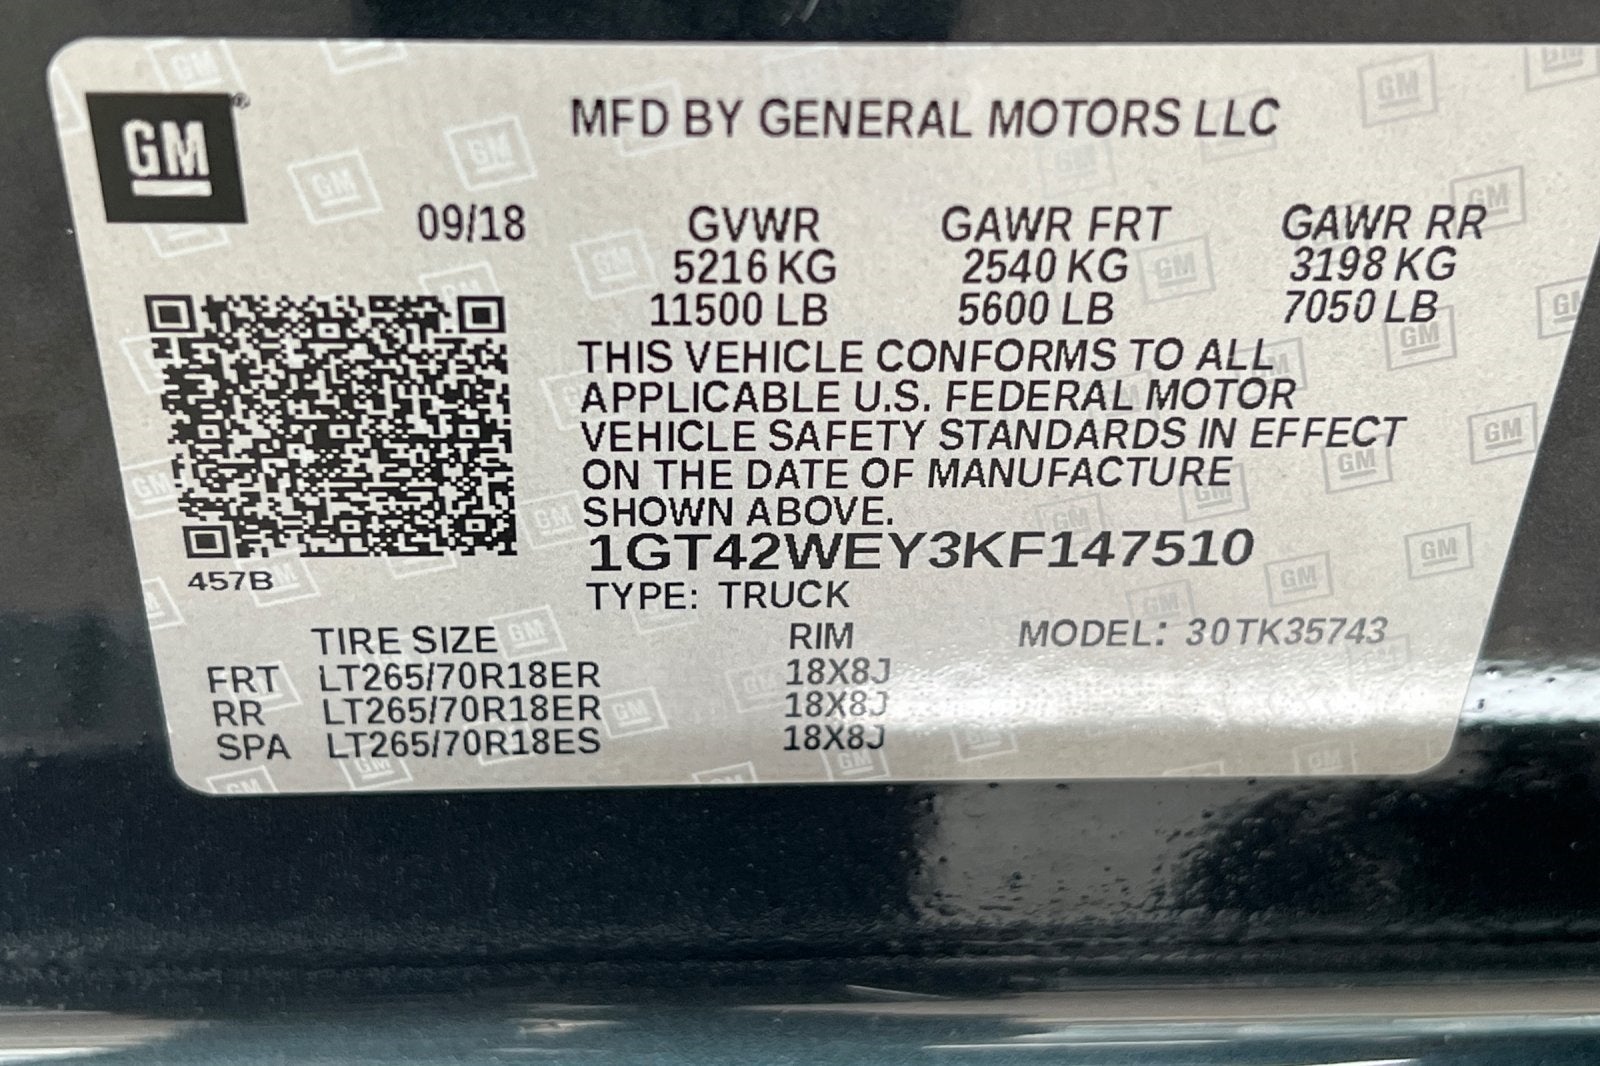 GM
MFD BY GENERAL MOTORS LLC
09/18 GVWR GAWR FRT GAWR RR
5216 KG 2540 KG 3198 KG
11500 LB 5600 LB 7050 LB
THIS VEHICLE CONFORMS TO ALL
APPLICABLE U.S. FEDERAL MOTOR
VEHICLE SAFETY STANDARDS IN EFFECT
ON THE DATE OF MANUFACTURE
SHOWN ABOVE.
1GT42WEY3KF147510
457B
TYPE: TRUCK
TIRE SIZE RIM MODEL: 30TK35743
FRT LT265/70R18ER 18X8J
RR LT265/70R18ER 18X8J
SPA LT265/70R18ES 18X8J